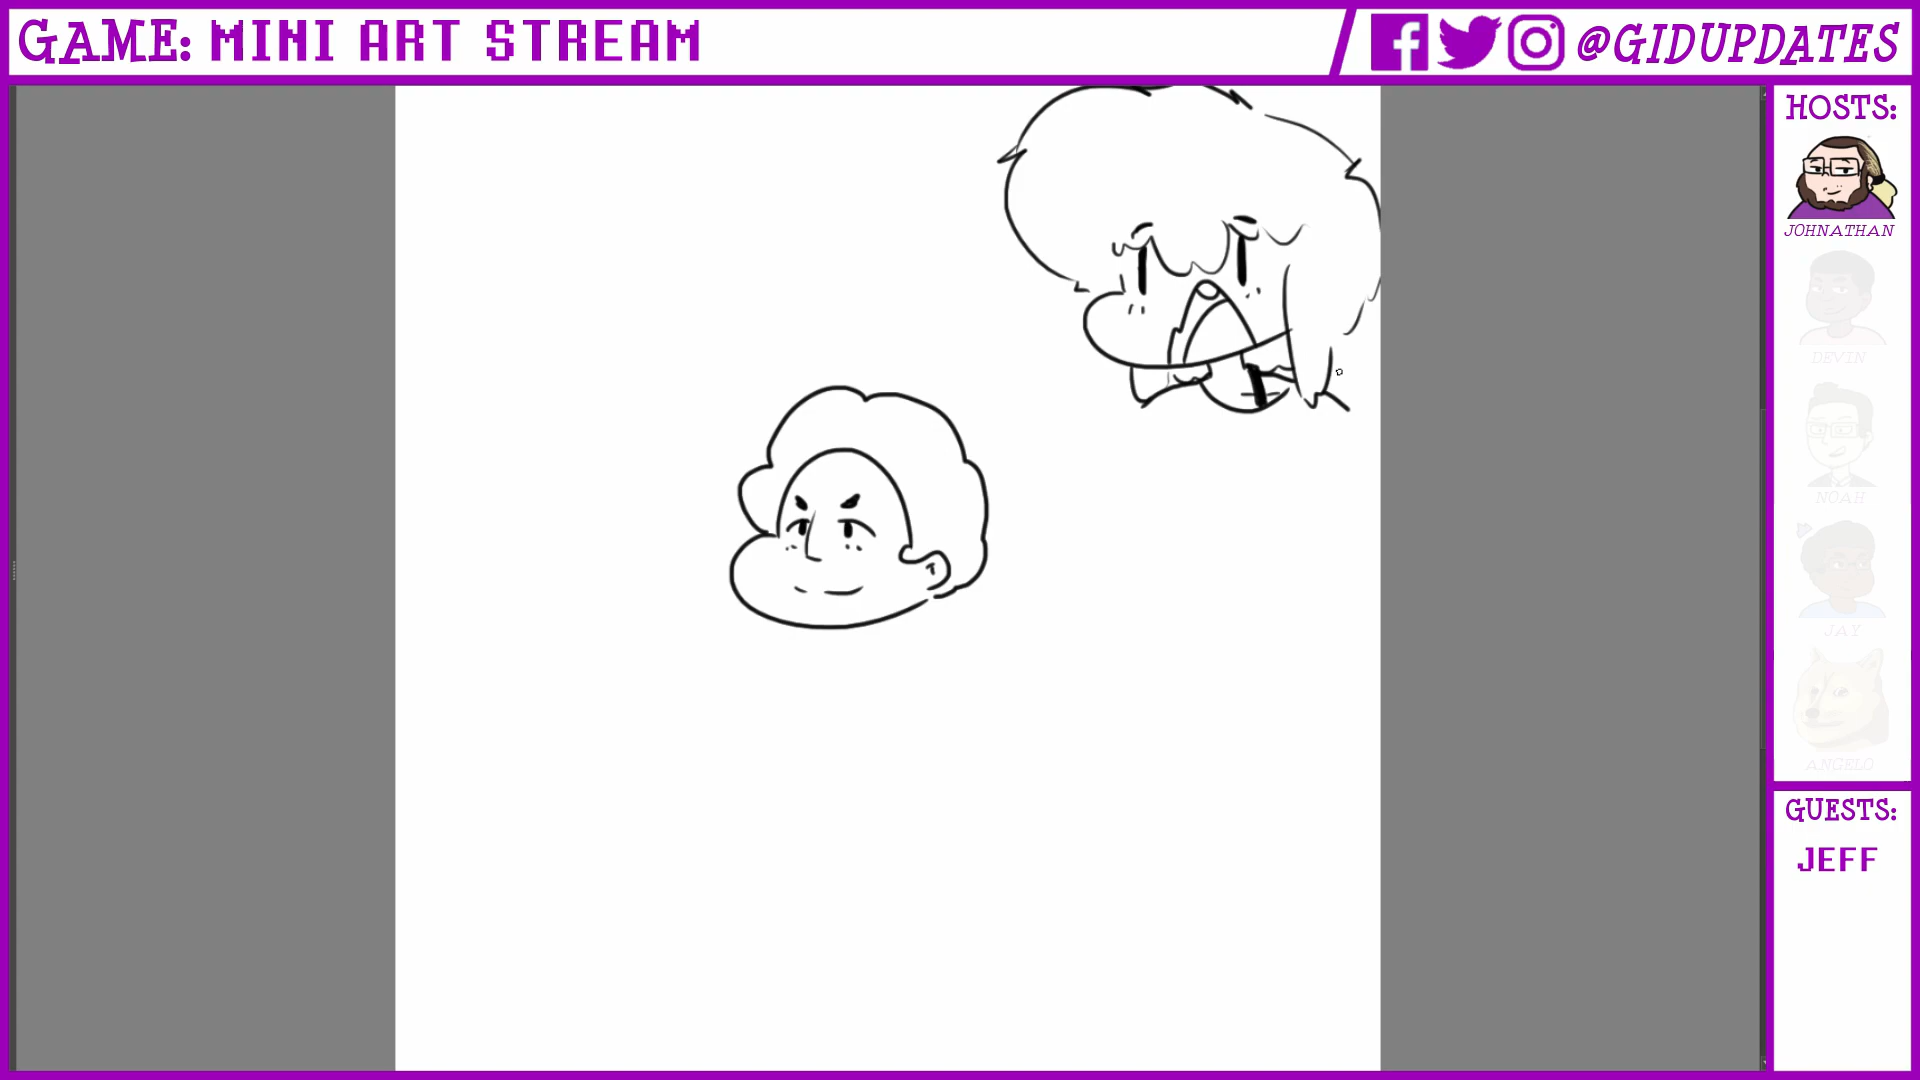 GAME: MINI ART STREAM
@GIDUPDATES
HOSTS:
JOHNATHAN
DEVIN
NOAH
JAY
ANGELO
GUESTS:
JEFF